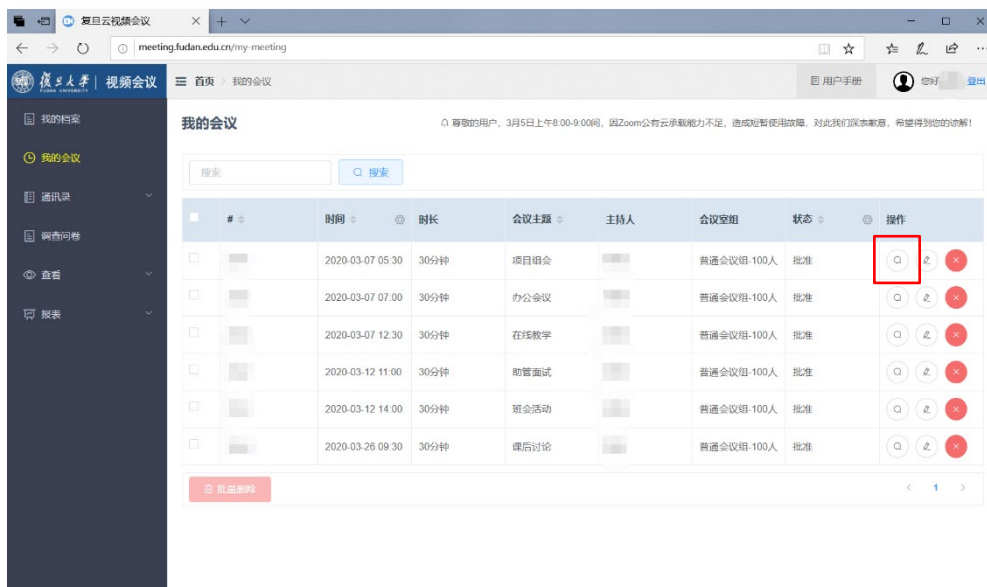 复旦云视频会议
meeting.fudan.edu.cn/my-meeting
復旦大學 | 视频会议
FUDAN UNIVERSITY
首页 > 我的会议
用户手册
您好
登出
我的档案
我的会议
通讯录
调查问卷
查看
报表
我的会议
尊敬的用户，3月5日上午8:00-9:00间，因Zoom公有云承载能力不足，造成短暂使用故障，对此我们深表歉意，希望得到您的谅解！
搜索 搜索
# 时间 时长 会议主题 主持人 会议室组 状态 操作
2020-03-07 05:30 30分钟 项目组会 普通会议组-100人 批准
2020-03-07 07:00 30分钟 办公会议 普通会议组-100人 批准
2020-03-07 12:30 30分钟 在线教学 普通会议组-100人 批准
2020-03-12 11:00 30分钟 助管面试 普通会议组-100人 批准
2020-03-12 14:00 30分钟 班会活动 普通会议组-100人 批准
2020-03-26 09:30 30分钟 课后讨论 普通会议组-100人 批准
批量删除
< 1 >